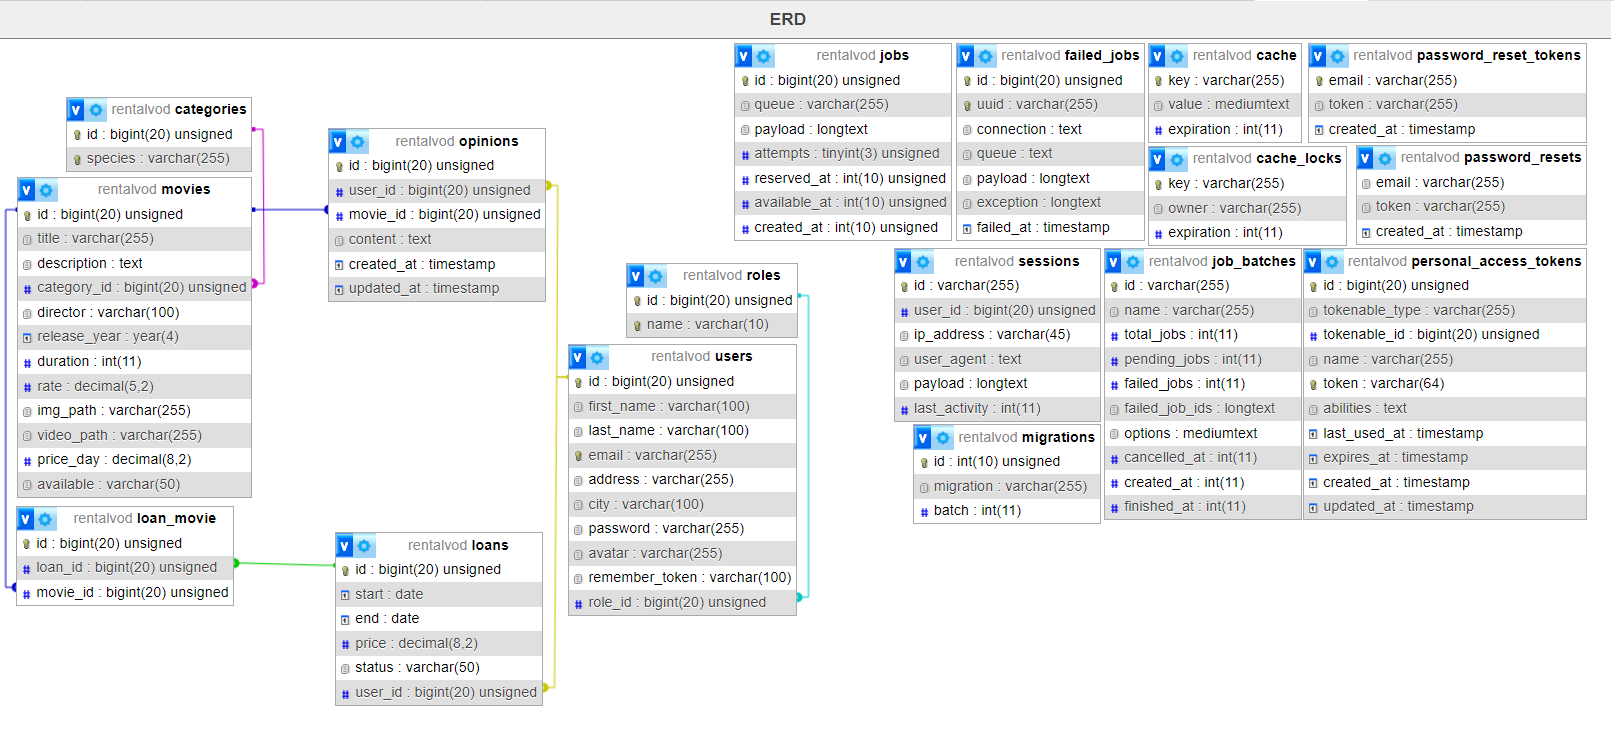 ERD
rentalvod categories
id : bigint(20) unsigned
species : varchar(255)
rentalvod movies
id : bigint(20) unsigned
title : varchar(255)
description : text
category_id : bigint(20) unsigned
director : varchar(100)
release_year : year(4)
duration : int(11)
rate : decimal(5,2)
img_path : varchar(255)
video_path : varchar(255)
price_day : decimal(8,2)
available : varchar(50)
rentalvod loan_movie
id : bigint(20) unsigned
loan_id : bigint(20) unsigned
movie_id : bigint(20) unsigned
rentalvod opinions
id : bigint(20) unsigned
user_id : bigint(20) unsigned
movie_id : bigint(20) unsigned
content : text
created_at : timestamp
updated_at : timestamp
rentalvod loans
id : bigint(20) unsigned
start : date
end : date
price : decimal(8,2)
status : varchar(50)
user_id : bigint(20) unsigned
rentalvod roles
id : bigint(20) unsigned
name : varchar(10)
rentalvod users
id : bigint(20) unsigned
first_name : varchar(100)
last_name : varchar(100)
email : varchar(255)
address : varchar(255)
city : varchar(100)
password : varchar(255)
avatar : varchar(255)
remember_token : varchar(100)
role_id : bigint(20) unsigned
rentalvod jobs
id : bigint(20) unsigned
queue : varchar(255)
payload : longtext
attempts : tinyint(3) unsigned
reserved_at : int(10) unsigned
available_at : int(10) unsigned
created_at : int(10) unsigned
rentalvod failed_jobs
id : bigint(20) unsigned
uuid : varchar(255)
connection : text
queue : text
payload : longtext
exception : longtext
failed_at : timestamp
rentalvod cache
key : varchar(255)
value : mediumtext
expiration : int(11)
rentalvod cache_locks
key : varchar(255)
owner : varchar(255)
expiration : int(11)
rentalvod password_reset_tokens
email : varchar(255)
token : varchar(255)
created_at : timestamp
rentalvod password_resets
email : varchar(255)
token : varchar(255)
created_at : timestamp
rentalvod sessions
id : varchar(255)
user_id : bigint(20) unsigned
ip_address : varchar(45)
user_agent : text
payload : longtext
last_activity : int(11)
rentalvod migrations
id : int(10) unsigned
migration : varchar(255)
batch : int(11)
rentalvod job_batches
id : varchar(255)
name : varchar(255)
total_jobs : int(11)
pending_jobs : int(11)
failed_jobs : int(11)
failed_job_ids : longtext
options : mediumtext
cancelled_at : int(11)
created_at : int(11)
finished_at : int(11)
rentalvod personal_access_tokens
id : bigint(20) unsigned
tokenable_type : varchar(255)
tokenable_id : bigint(20) unsigned
name : varchar(255)
token : varchar(64)
abilities : text
last_used_at : timestamp
expires_at : timestamp
created_at : timestamp
updated_at : timestamp